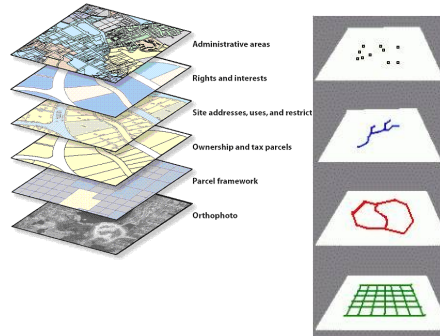 Administrative areas
Rights and interests
Site addresses, uses, and restrict
Ownership and tax parcels
Parcel framework
Orthophoto